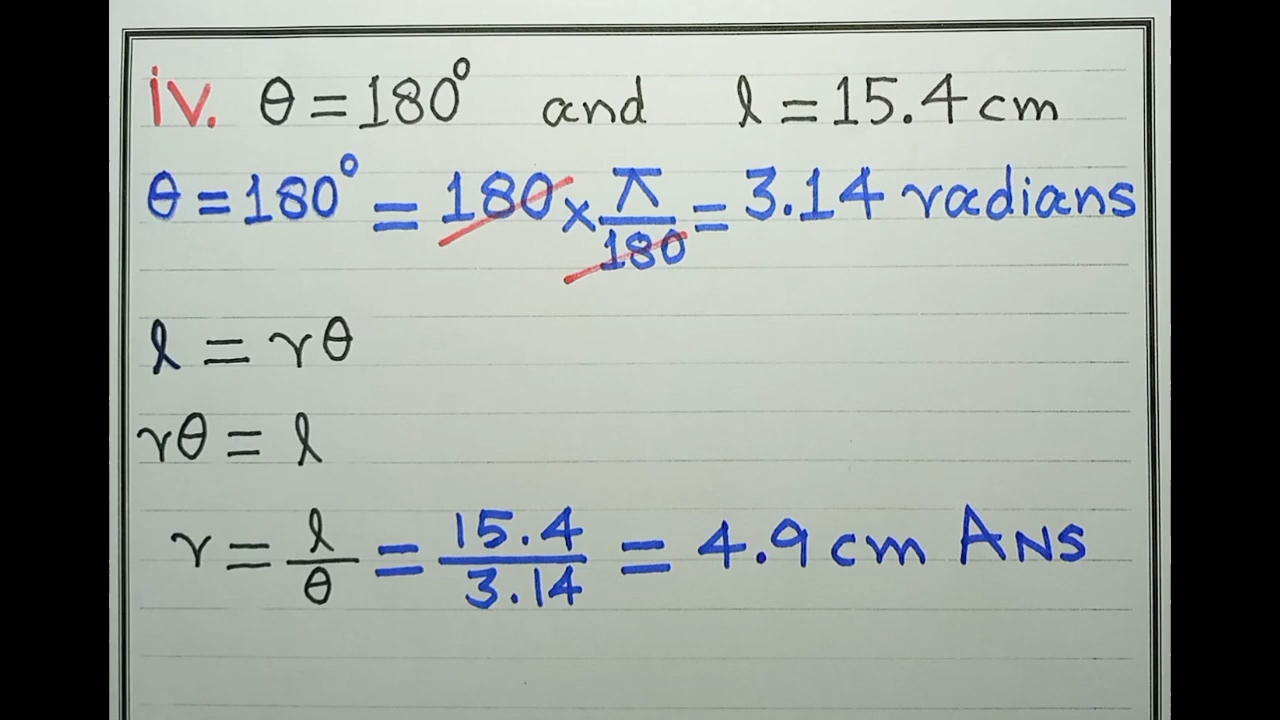 iv. θ = 180° and l = 15.4 cm
θ = 180° = 180 × π/180 = 3.14 radians
l = rθ
rθ = l
r = l/θ = 15.4/3.14 = 4.9 cm Ans